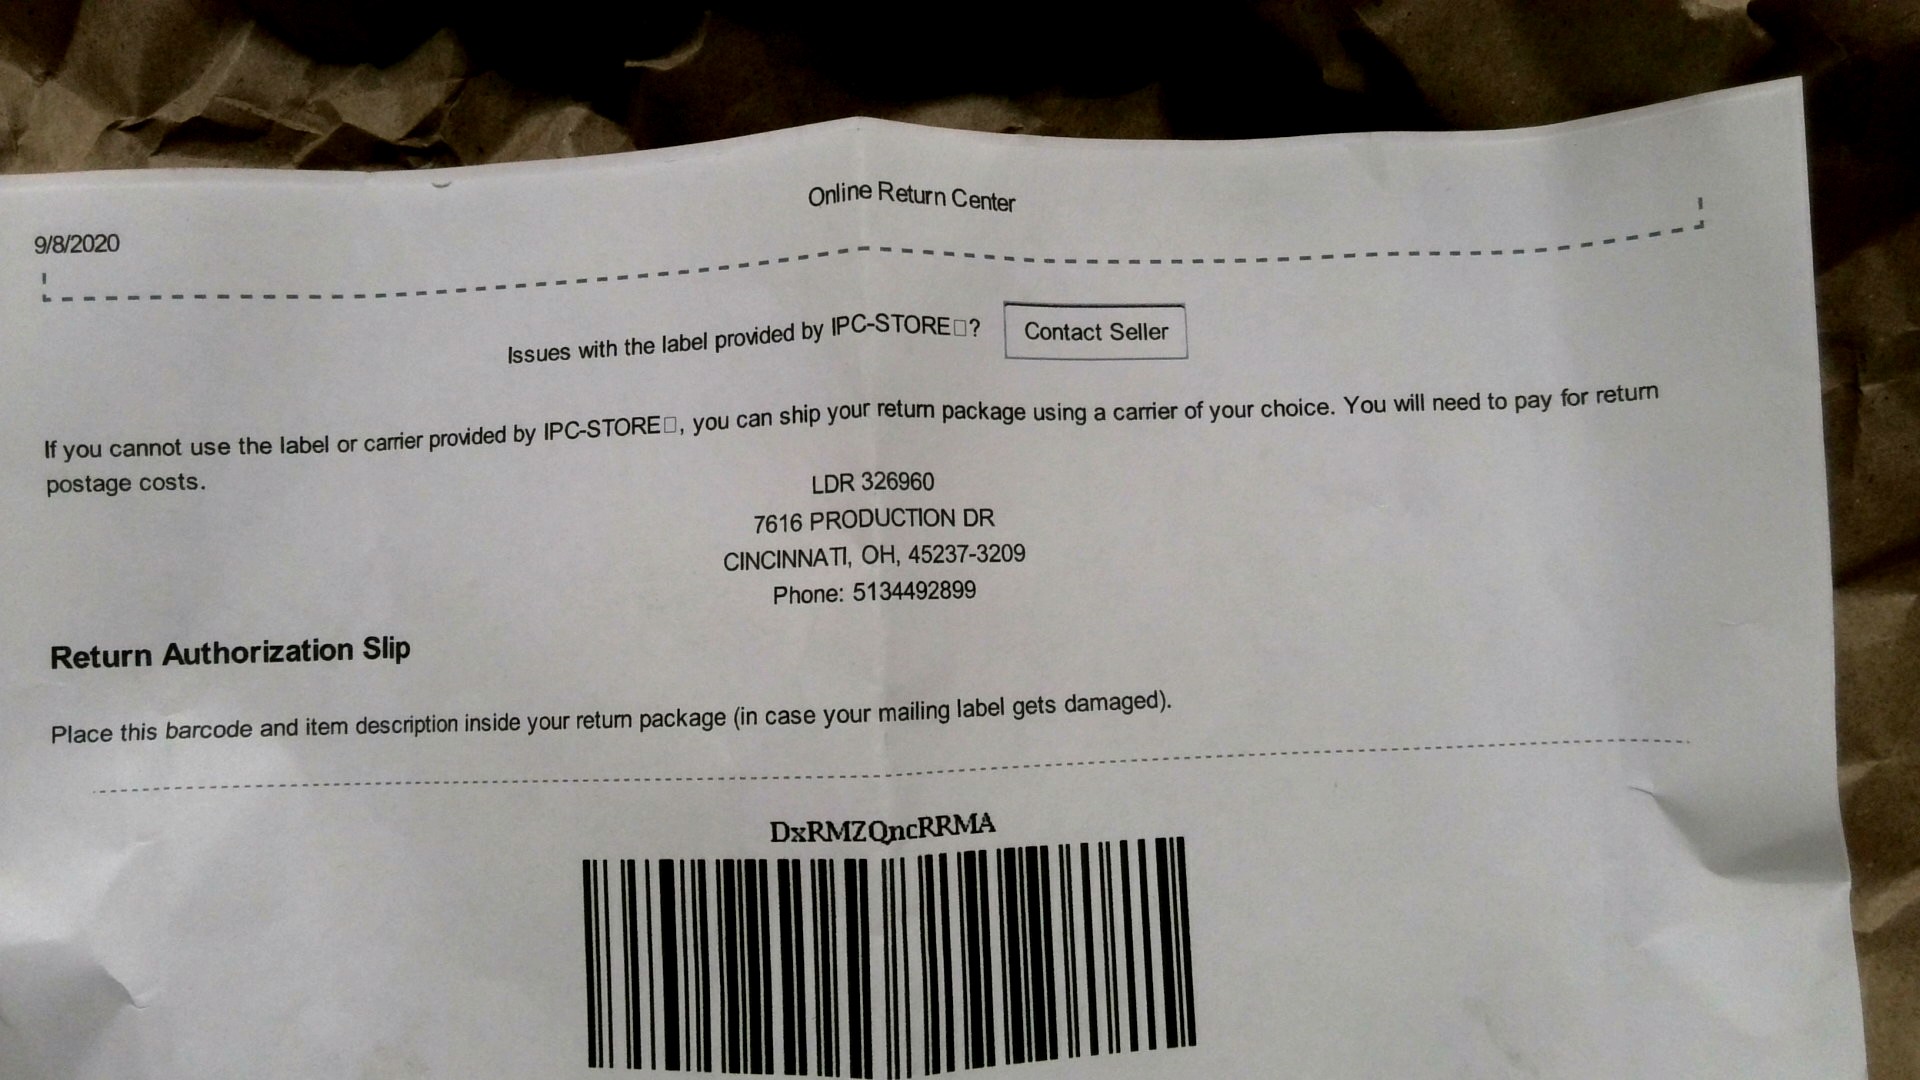 Online Return Center
9/8/2020
Issues with the label provided by IPC-STORE□? Contact Seller
If you cannot use the label or carrier provided by IPC-STORE□, you can ship your return package using a carrier of your choice. You will need to pay for return
postage costs.
LDR 326960
7616 PRODUCTION DR
CINCINNATI, OH, 45237-3209
Phone: 5134492899
Return Authorization Slip
Place this barcode and item description inside your return package (in case your mailing label gets damaged).
DxRMZQncRRMA